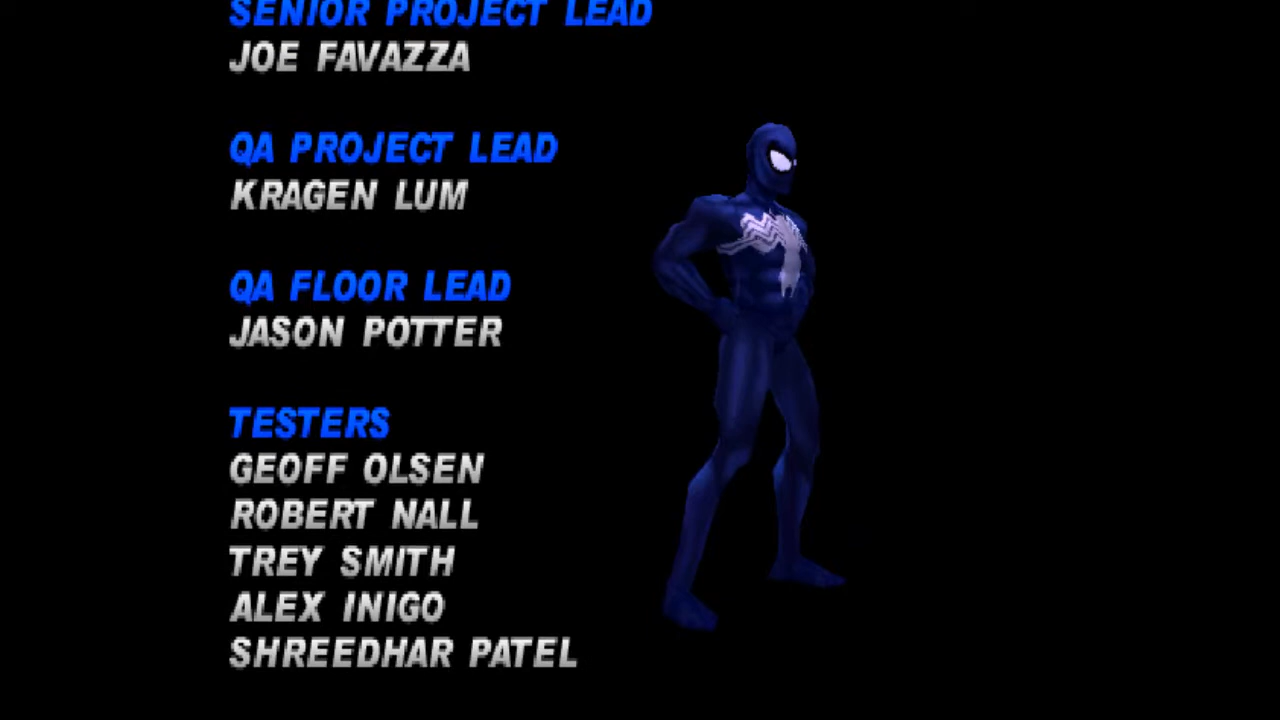 SENIOR PROJECT LEAD
JOE FAVAZZA
QA PROJECT LEAD
KRAGEN LUM
QA FLOOR LEAD
JASON POTTER
TESTERS
GEOFF OLSEN
ROBERT NALL
TREY SMITH
ALEX INIGO
SHREEDHAR PATEL